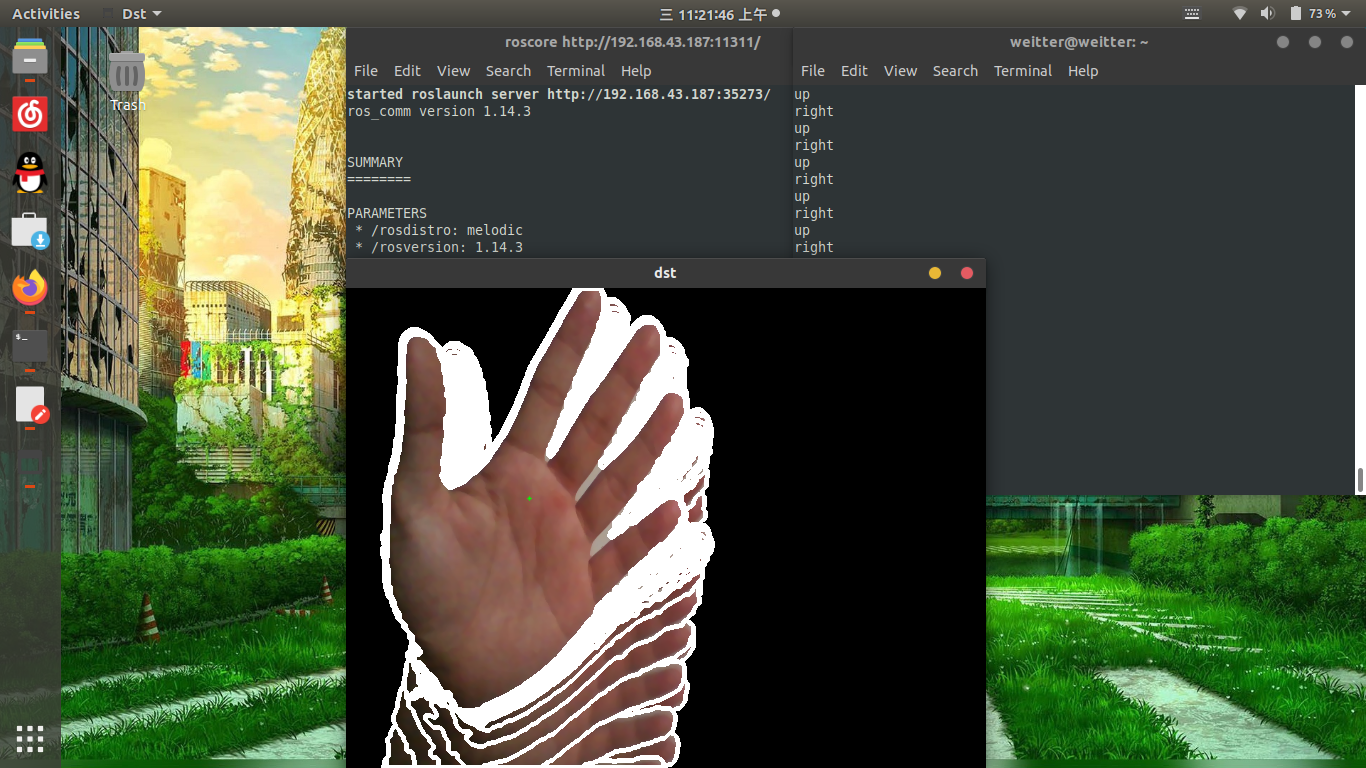 Activities
Dst
三 11:21:46 上午
73 %
Trash
roscore http://192.168.43.187:11311/
File Edit View Search Terminal Help
started roslaunch server http://192.168.43.187:35273/
ros_comm version 1.14.3
SUMMARY
========
PARAMETERS
* /rosdistro: melodic
* /rosversion: 1.14.3
weitter@weitter: ~
File Edit View Search Terminal Help
up
right
up
right
up
right
up
right
up
right
dst
$_